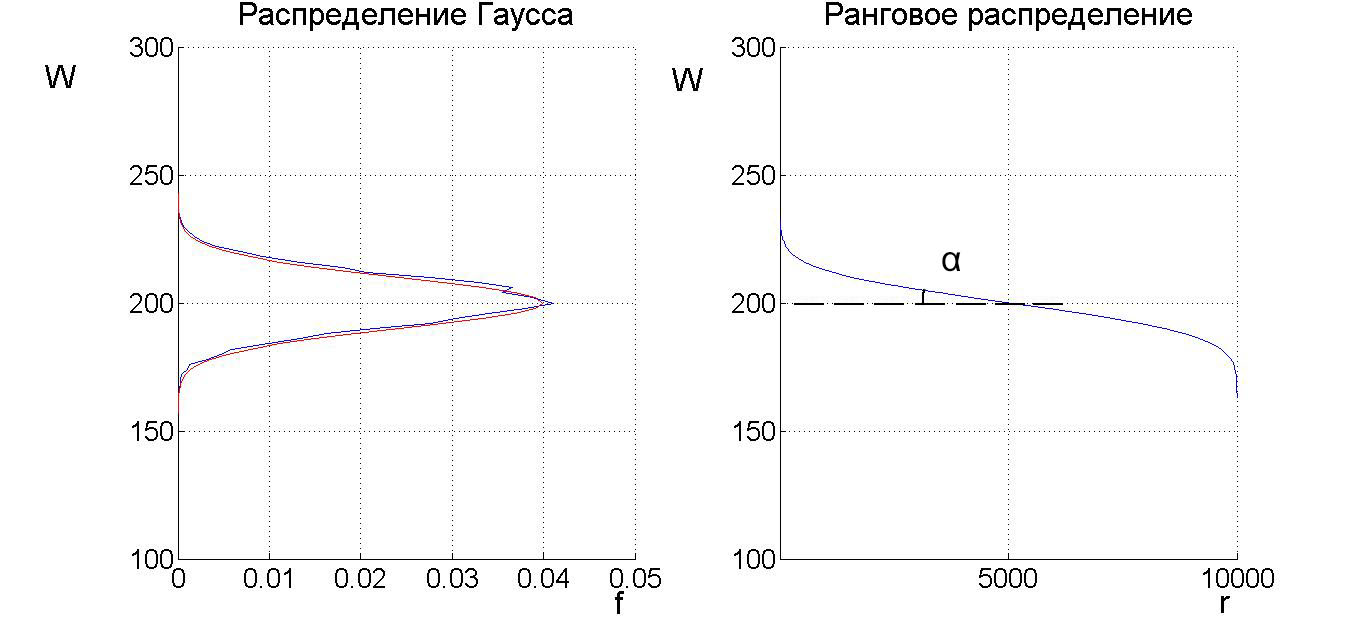 Распределение Гаусса
W
300
250
200
150
100
0 0.01 0.02 0.03 0.04 0.05
f
Ранговое распределение
W
300
250
200
150
100
α
5000 10000
r